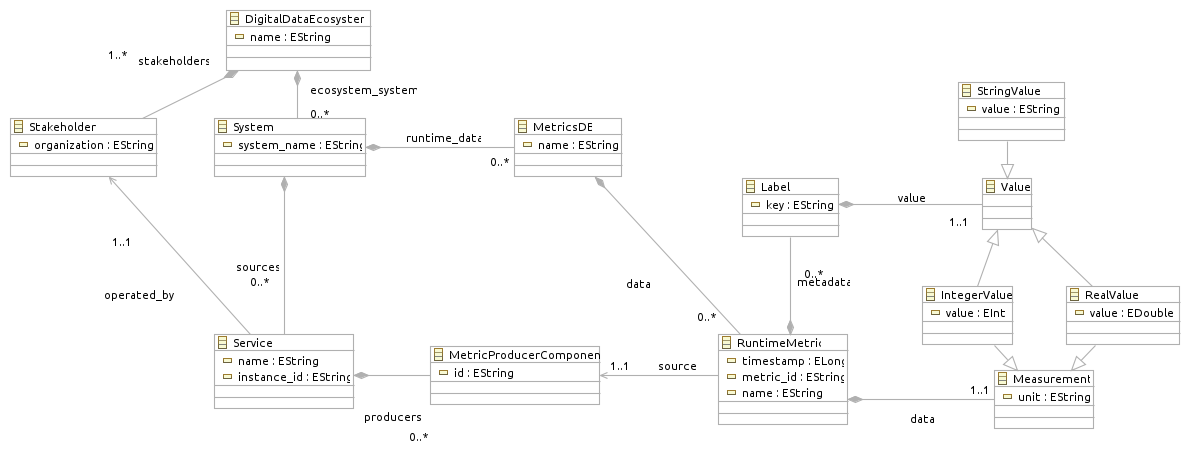 DigitalDataEcosyster
name : EString
1..*
stakeholders
ecosystem_system
0..*
StringValue
value : EString
Stakeholder
organization : EString
System
system_name : EString
runtime_data
0..*
MetricsDB
name : EString
Label
key : EString
value
1..1
Value
1..1
operated_by
sources
0..*
data
0..*
0..*
metadata
IntegerValue
value : EInt
RealValue
value : EDouble
Service
name : EString
instance_id : EString
MetricProducerComponen
id : EString
producers
0..*
1..1
source
RuntimeMetric
timestamp : ELong
metric_id : EString
name : EString
1..1
data
Measurement
unit : EString